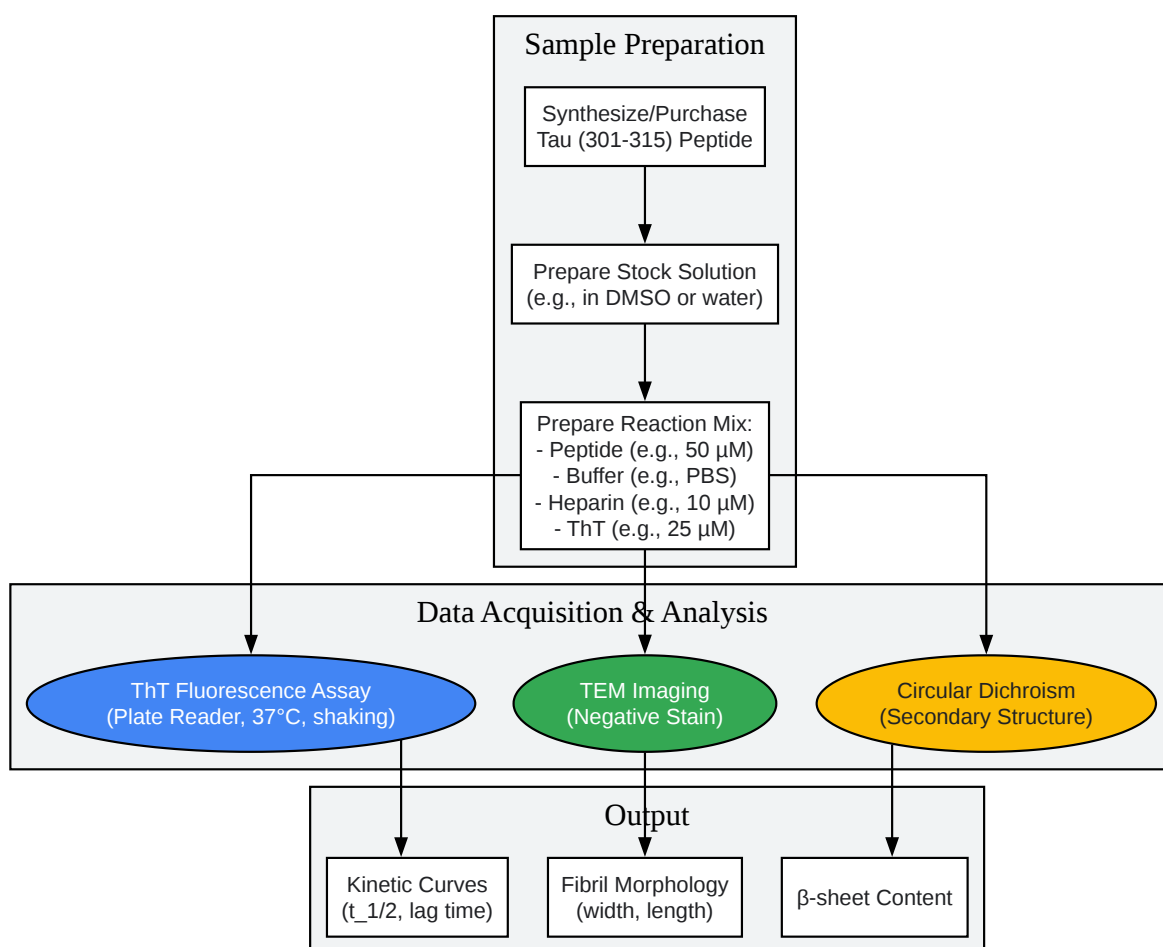 Sample Preparation
Synthesize/Purchase
Tau (301-315) Peptide
Prepare Stock Solution
(e.g., in DMSO or water)
Prepare Reaction Mix:
- Peptide (e.g., 50 µM)
- Buffer (e.g., PBS)
- Heparin (e.g., 10 µM)
- ThT (e.g., 25 µM)
Data Acquisition & Analysis
ThT Fluorescence Assay
(Plate Reader, 37°C, shaking)
TEM Imaging
(Negative Stain)
Circular Dichroism
(Secondary Structure)
Output
Kinetic Curves
(t_1/2, lag time)
Fibril Morphology
(width, length)
β-sheet Content